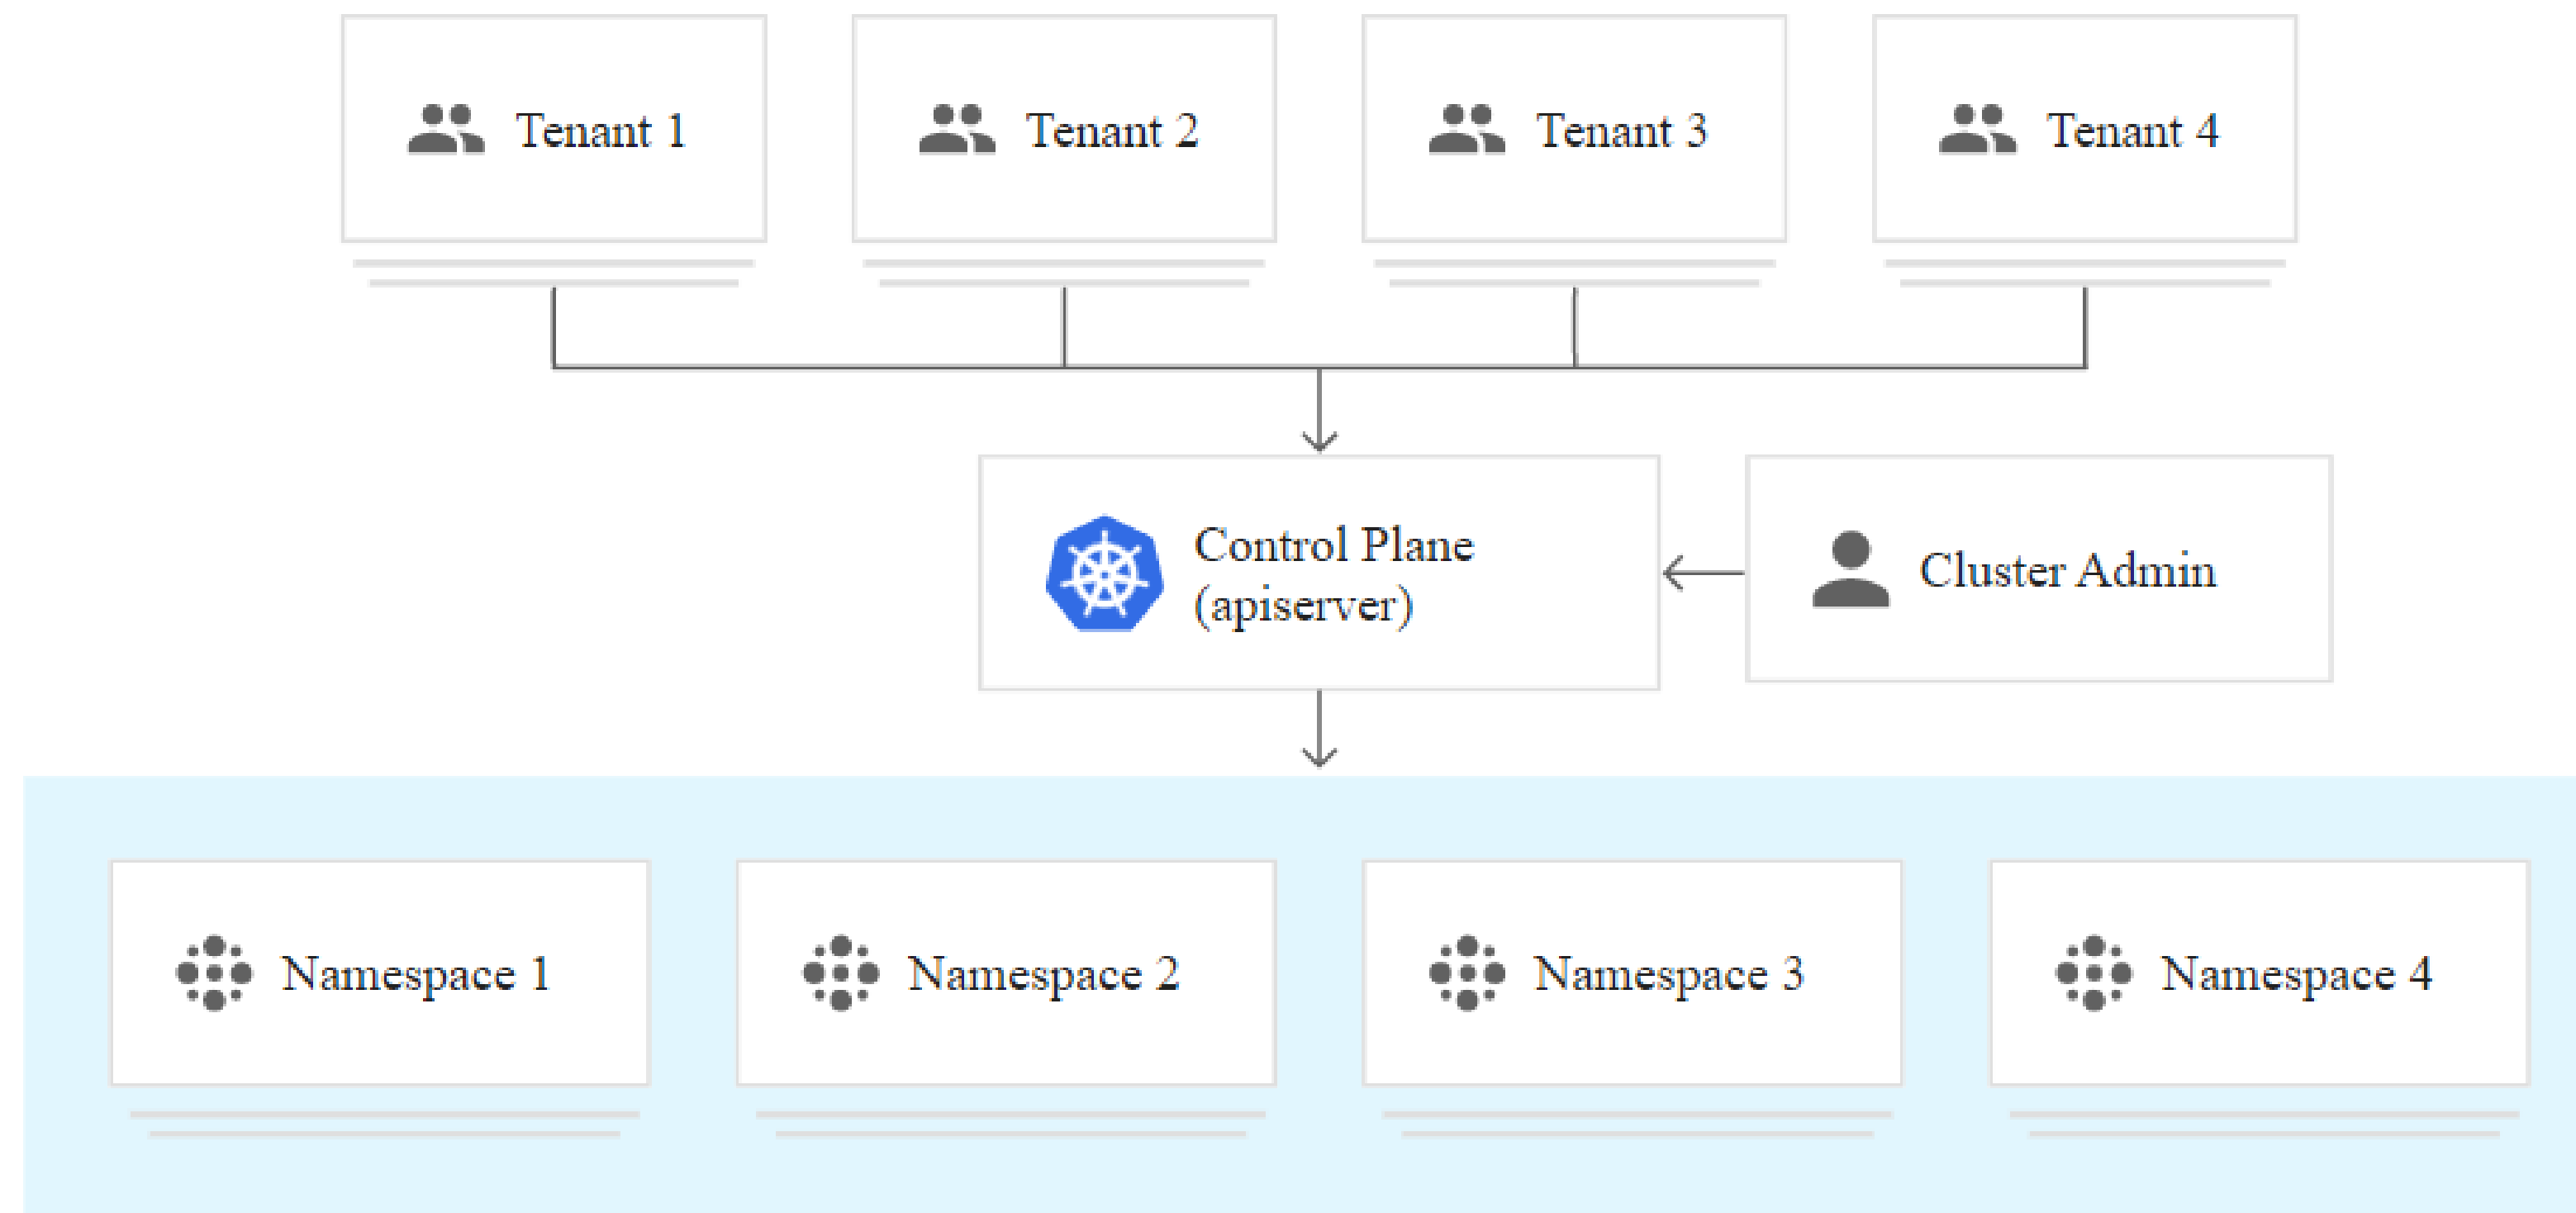 Tenant 1
Tenant 2
Tenant 3
Tenant 4
Control Plane
(apiserver)
Cluster Admin
Namespace 1
Namespace 2
Namespace 3
Namespace 4